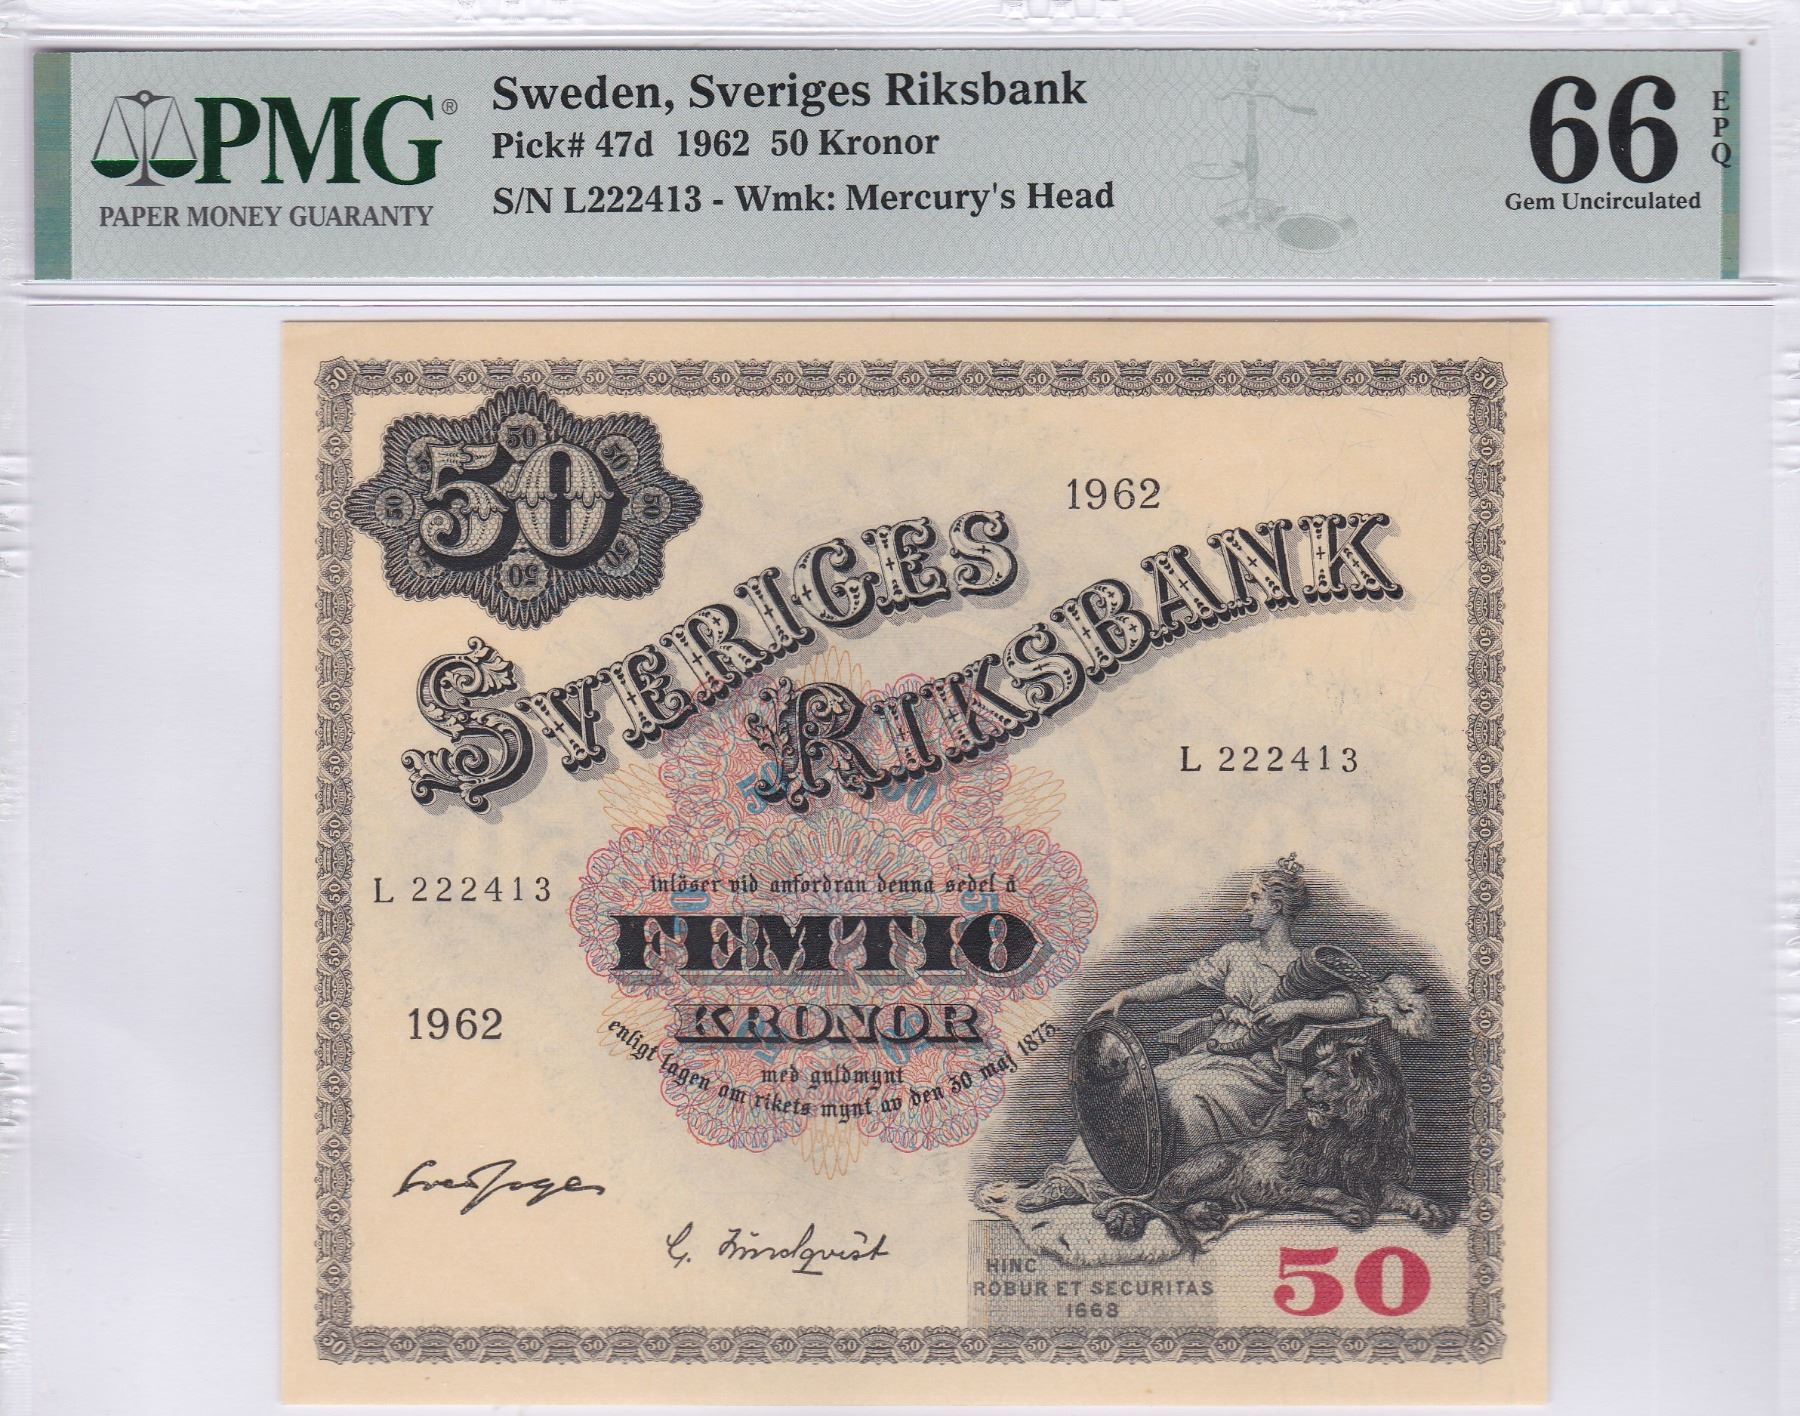 PMG®
PAPER MONEY GUARANTY
Sweden, Sveriges Riksbank
Pick# 47d 1962 50 Kronor
S/N L222413 - Wmk: Mercury's Head
66
EPQ
Gem Uncirculated
50
1962
SVERIGES
RIKSBANK
L 222413
L 222413
inlöser vid anfordran denna sedel å
FEMTIO
KRONOR
1962
med guldmynt
enligt lagen om rikets mynt av den 30 maj 1873.
HINC
ROBUR ET SECURITAS
1668
50